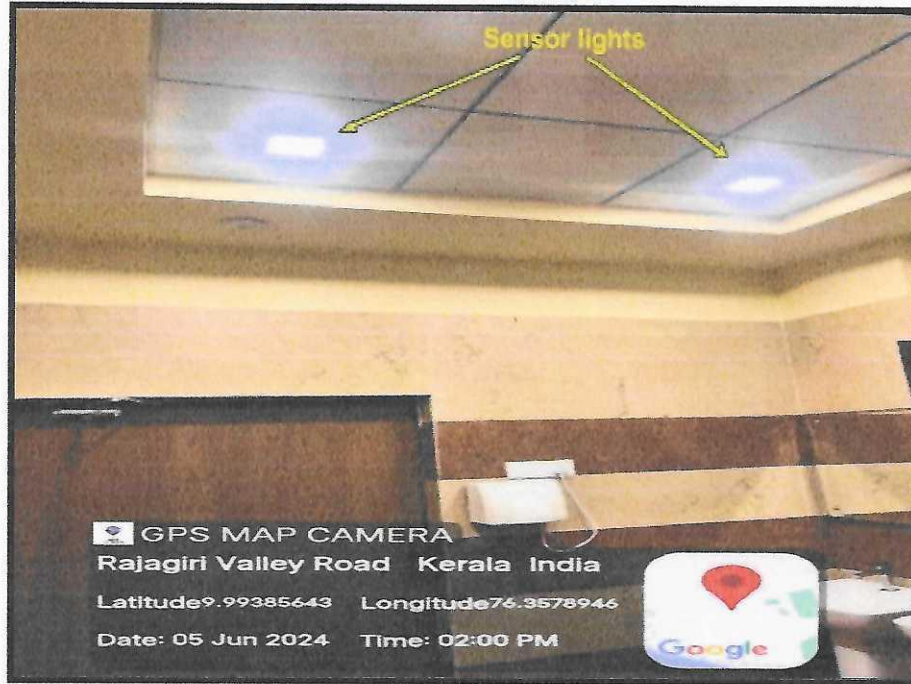 Sensor lights
GPS MAP CAMERA
Rajagiri Valley Road Kerala India
Latitude9.99385643 Longitude76.3578946
Date: 05 Jun 2024 Time: 02:00 PM
Google